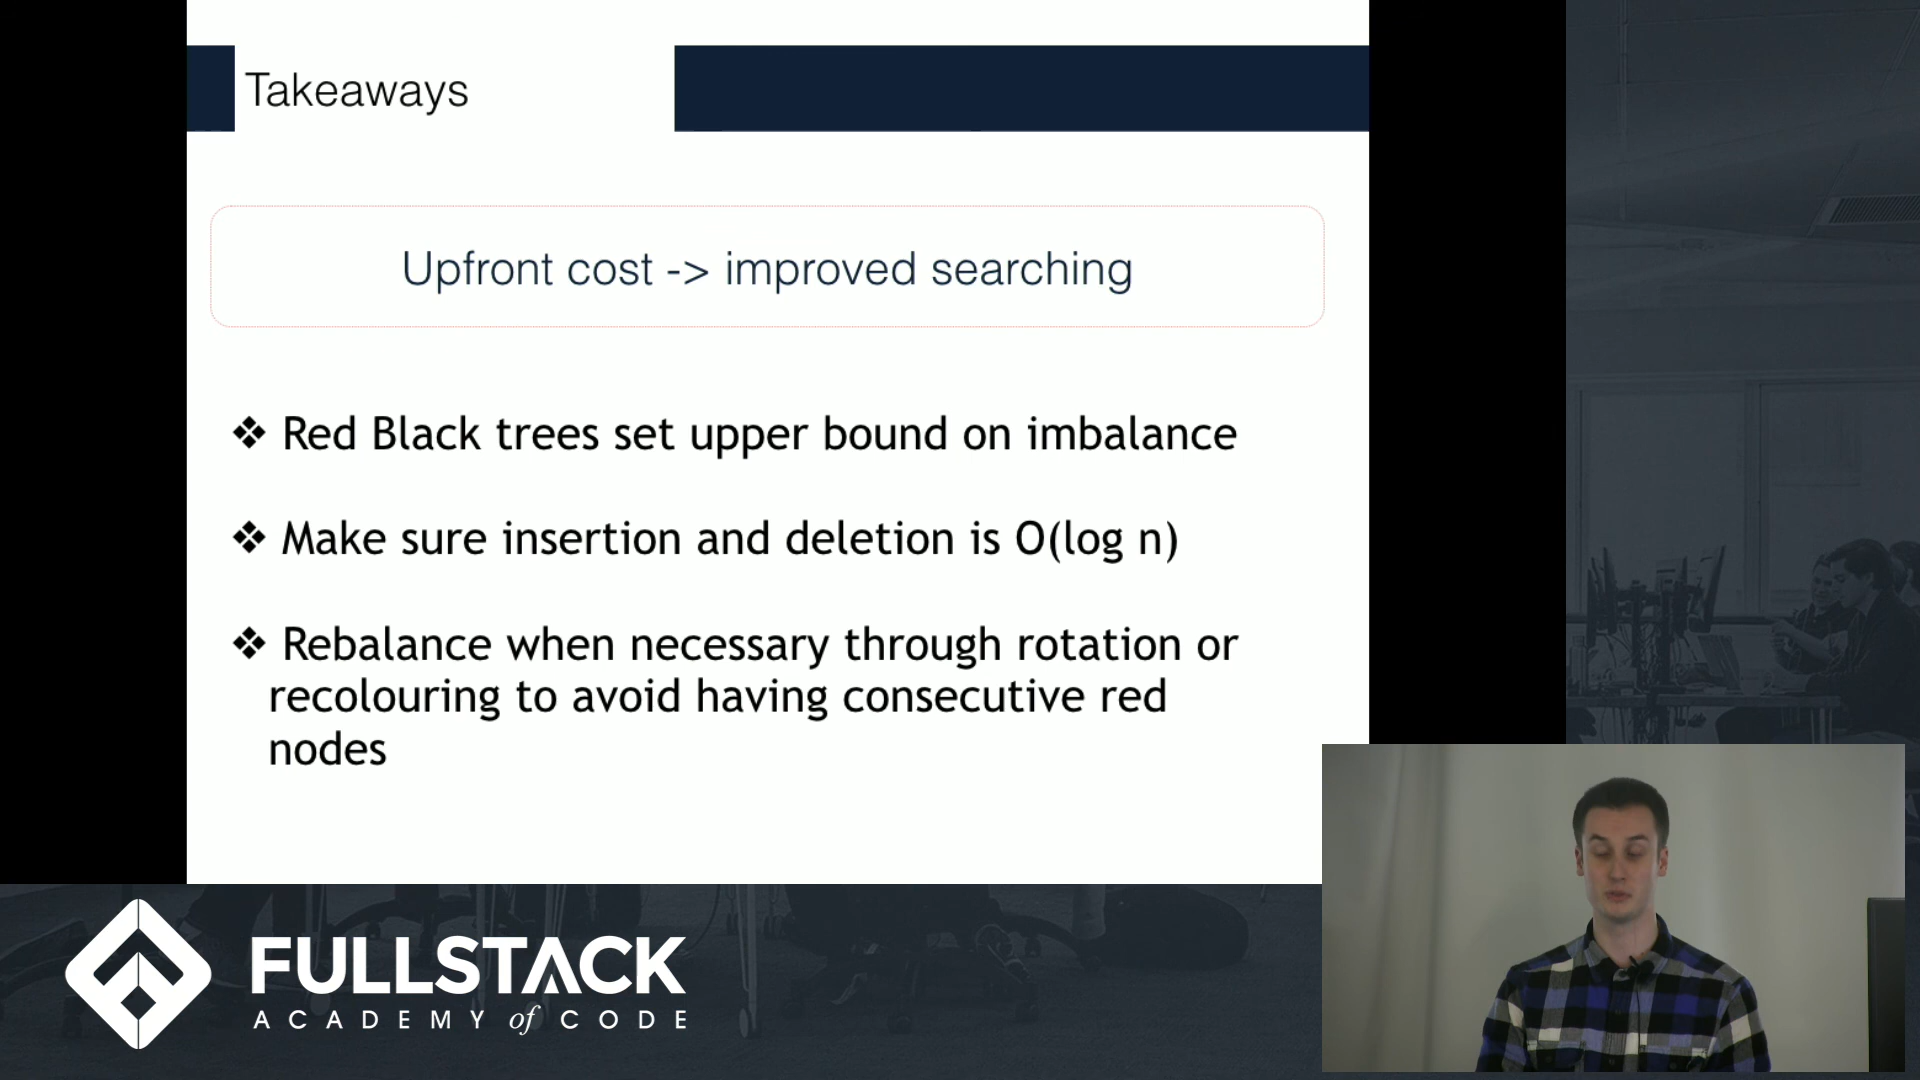 Takeaways
Upfront cost -> improved searching
❖ Red Black trees set upper bound on imbalance
❖ Make sure insertion and deletion is O(log n)
❖ Rebalance when necessary through rotation or
recolouring to avoid having consecutive red
nodes
FULLSTACK
ACADEMY of CODE